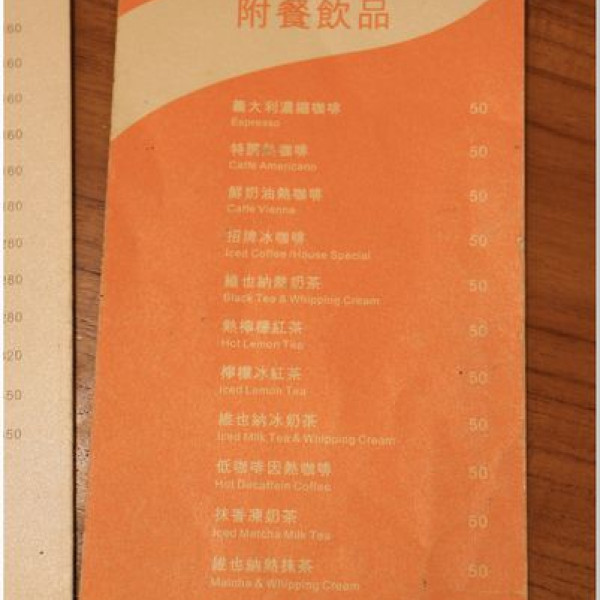 附餐飲品
義大利濃縮咖啡 50
Espresso
特調熱咖啡 50
Caffé Americano
鮮奶油熱咖啡 50
Caffé Vienna
招牌冰咖啡 50
Iced Coffee/House Special
維也納熱奶茶 50
Black Tea & Whipping Cream
熱檸檬紅茶 50
Hot Lemon Tea
檸檬冰紅茶 50
Iced Lemon Tea
維也納冰奶茶 50
Iced Milk Tea & Whipping Cream
低咖啡因熱咖啡 50
Hot Decaffein Coffee
抹香凍奶茶 50
Iced Matcha Milk Tea
維也納熱抹茶 50
Matcha & Whipping Cream